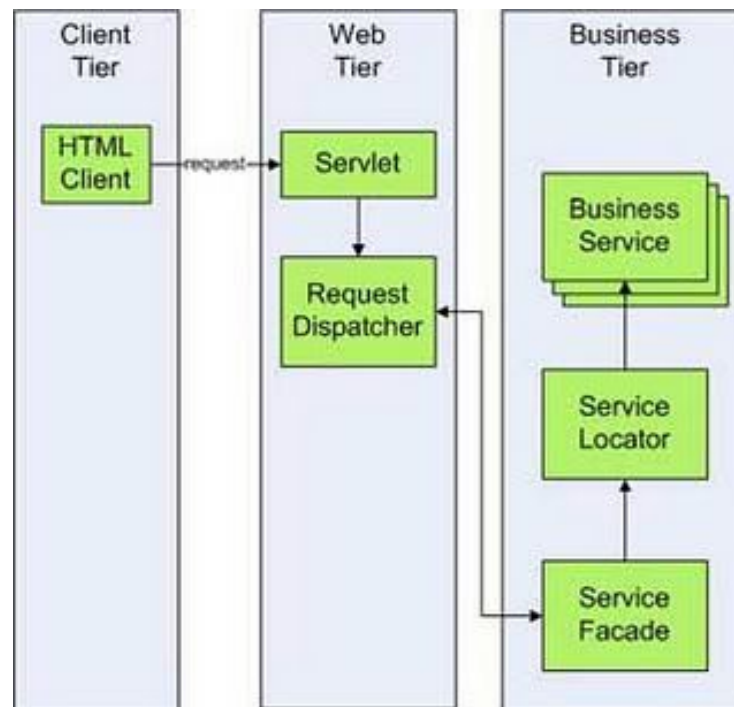 Client
Tier
Web
Tier
Business
Tier
HTML
Client
request
Servlet
Request
Dispatcher
Business
Service
Service
Locator
Service
Facade